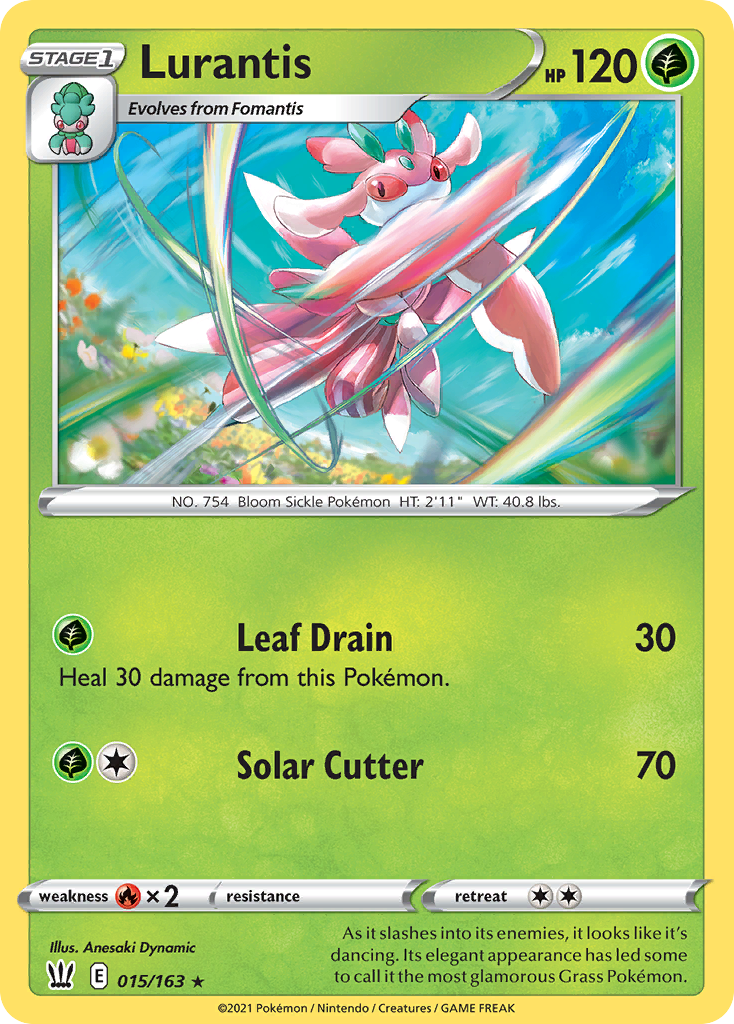 STAGE1 Lurantis HP 120
Evolves from Fomantis
NO. 754 Bloom Sickle Pokémon HT: 2'11" WT: 40.8 lbs.
Leaf Drain 30
Heal 30 damage from this Pokémon.
Solar Cutter 70
weakness ×2 resistance retreat
Illus. Anesaki Dynamic
E 015/163 ★
As it slashes into its enemies, it looks like it's
dancing. Its elegant appearance has led some
to call it the most glamorous Grass Pokémon.
©2021 Pokémon / Nintendo / Creatures / GAME FREAK